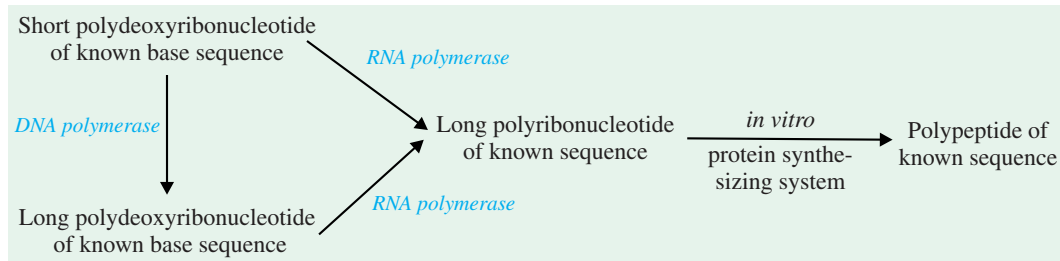 Short polydeoxyribonucleotide
of known base sequence
RNA polymerase
DNA polymerase
Long polyribonucleotide
of known sequence
in vitro
protein synthe-
sizing system
Polypeptide of
known sequence
RNA polymerase
Long polydeoxyribonucleotide
of known base sequence